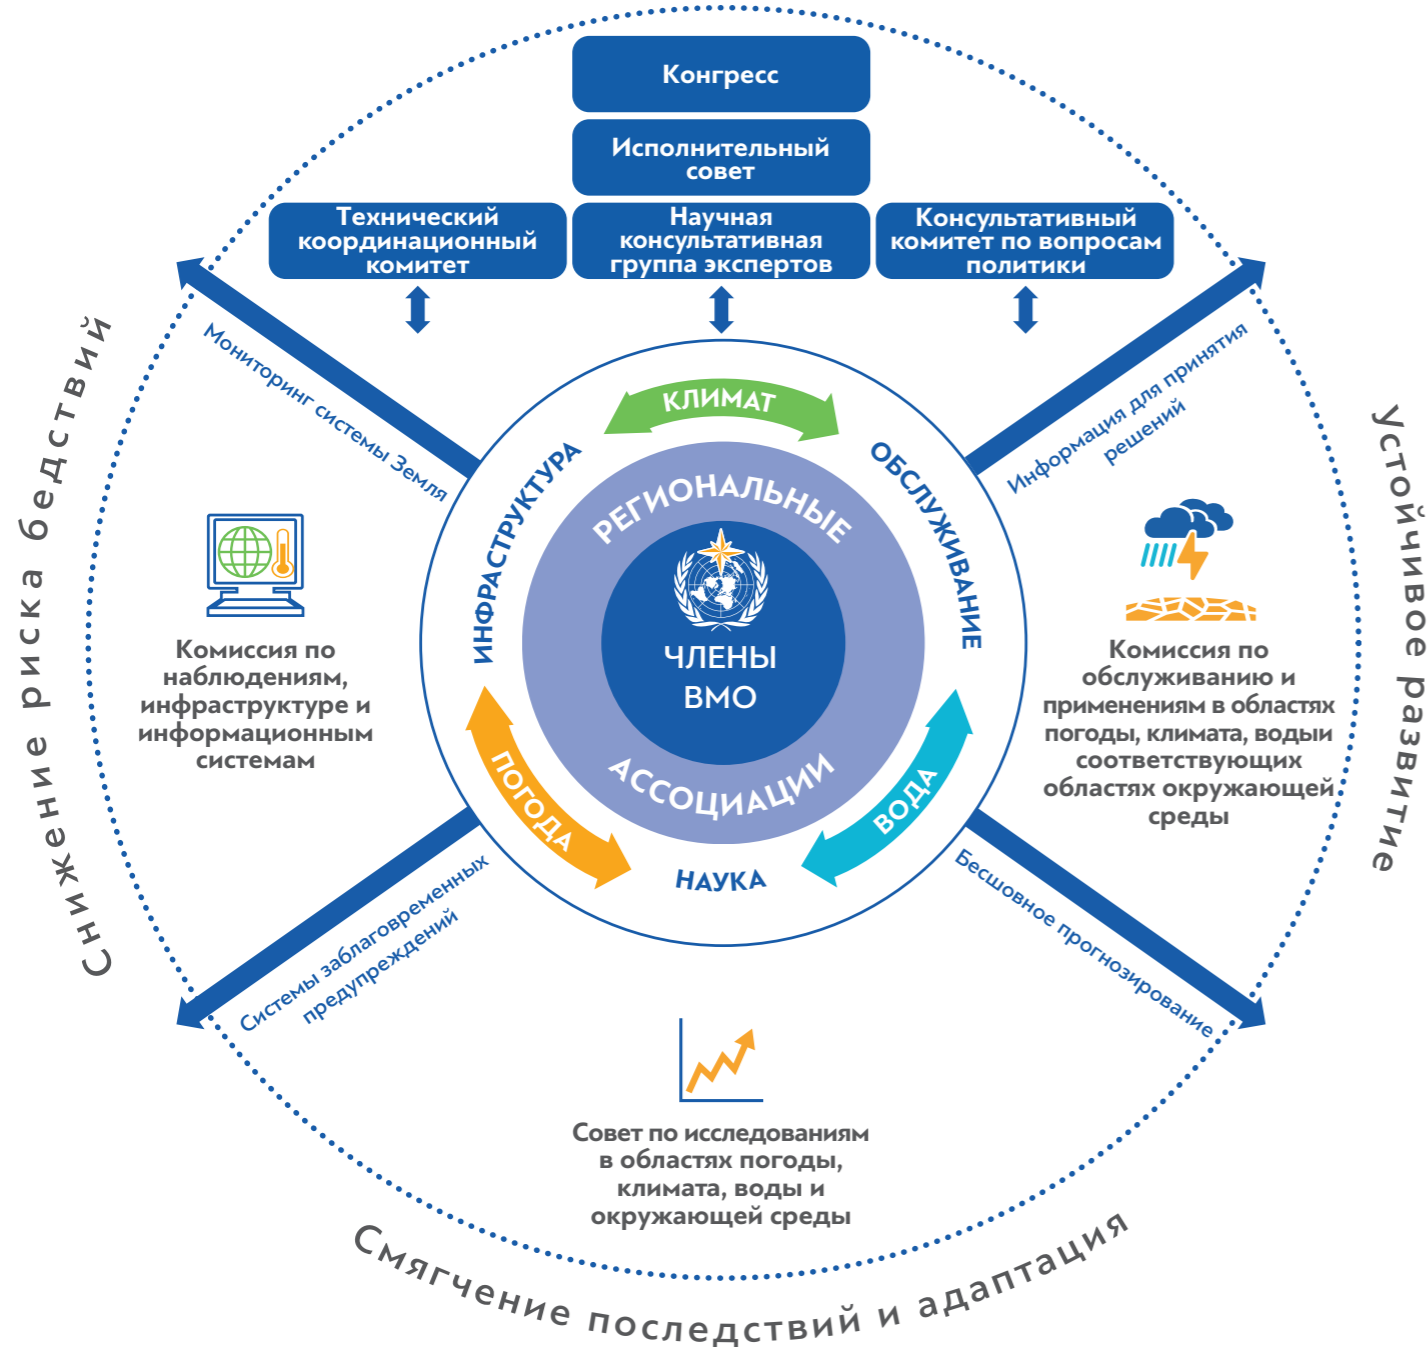 Конгресс
Исполнительный
совет
Технический
координационный
комитет
Научная
консультативная
группа экспертов
Консультативный
комитет по вопросам
политики
Снижение риска бедствий
Мониторинг системы Земля
Информация для принятия
решений
Устойчивое развитие
КЛИМАТ
ИНФРАСТРУКТУРА
ОБСЛУЖИВАНИЕ
РЕГИОНАЛЬНЫЕ
ЧЛЕНЫ
ВМО
АССОЦИАЦИИ
ПОГОДА
ВОДА
НАУКА
Комиссия по
наблюдениям,
инфраструктуре и
информационным
системам
Комиссия по
обслуживанию и
применениям в областях
погоды, климата, водыи
соответствующих
областях окружающей
среды
Системы заблаговременных
предупреждений
Бесшовное прогнозирование
Совет по исследованиям
в областях погоды,
климата, воды и
окружающей среды
Смягчение последствий и адаптация